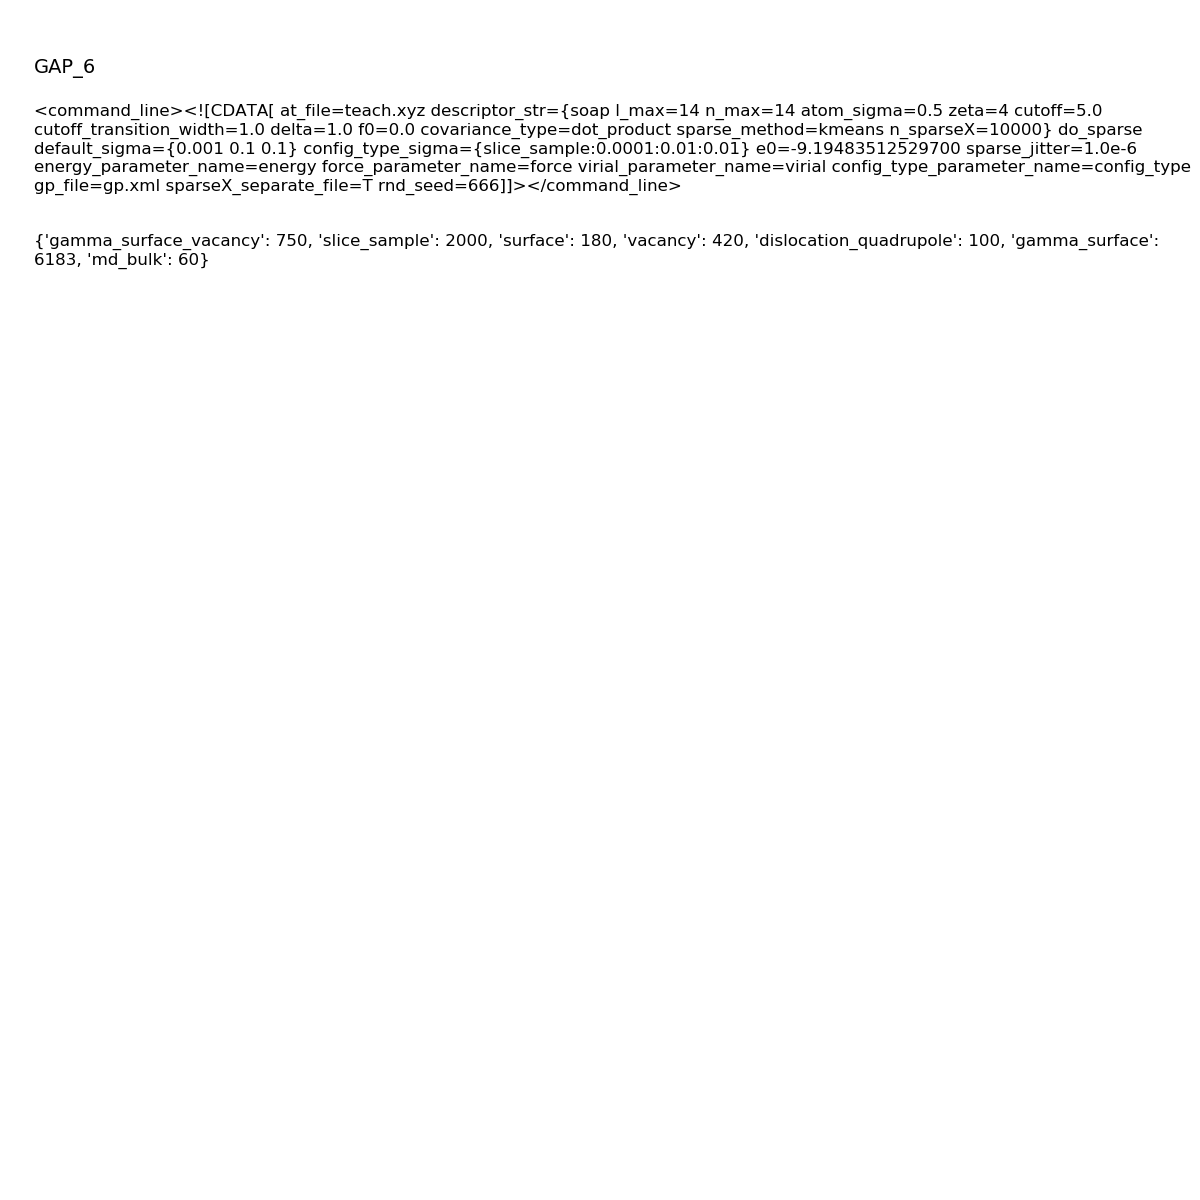 GAP_6
<command_line><![CDATA[ at_file=teach.xyz descriptor_str={soap l_max=14 n_max=14 atom_sigma=0.5 zeta=4 cutoff=5.0
cutoff_transition_width=1.0 delta=1.0 f0=0.0 covariance_type=dot_product sparse_method=kmeans n_sparseX=10000} do_sparse
default_sigma={0.001 0.1 0.1} config_type_sigma={slice_sample:0.0001:0.01:0.01} e0=-9.19483512529700 sparse_jitter=1.0e-6
energy_parameter_name=energy force_parameter_name=force virial_parameter_name=virial config_type_parameter_name=config_type
gp_file=gp.xml sparseX_separate_file=T rnd_seed=666]]></command_line>
{'gamma_surface_vacancy': 750, 'slice_sample': 2000, 'surface': 180, 'vacancy': 420, 'dislocation_quadrupole': 100, 'gamma_surface':
6183, 'md_bulk': 60}